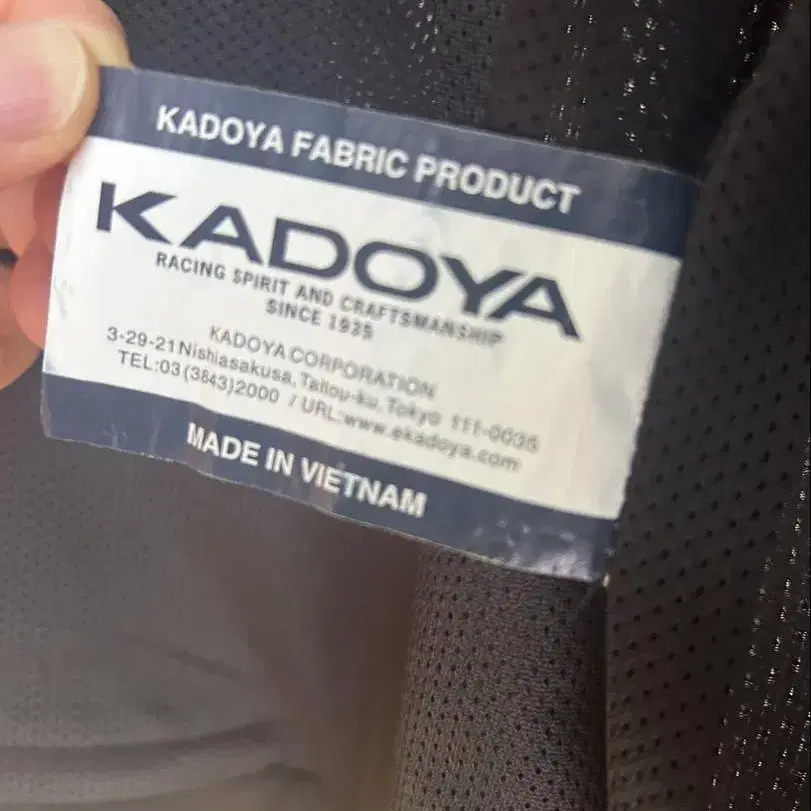 KADOYA FABRIC PRODUCT
KADOYA
RACING SPIRIT AND CRAFTSMANSHIP
SINCE 1935
KADOYA CORPORATION
3-29-21 Nishiasakusa, Taitou-ku, Tokyo 111-0035
TEL:03(3843)2000 / URL:www.ekadoya.com
MADE IN VIETNAM